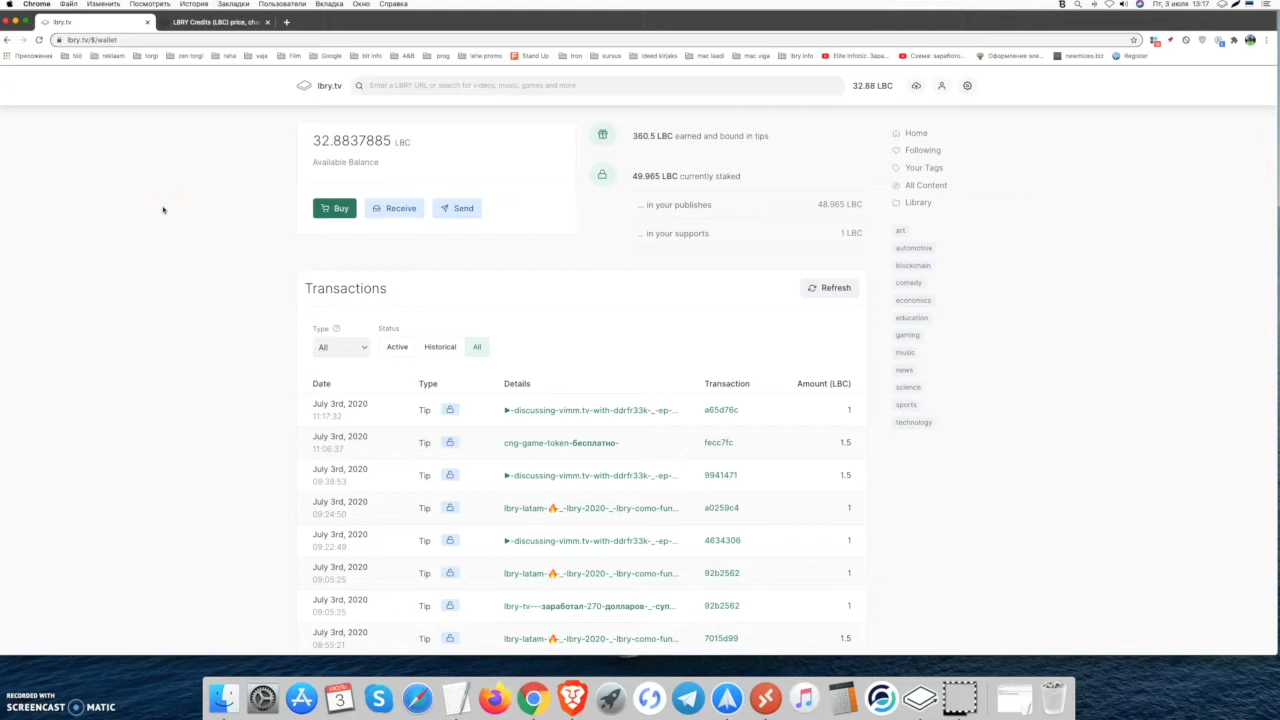 Chrome Файл Изменить Посмотреть История Закладки Пользователи Вкладка Окно Справка Пт, 3 июля 13:17
lbry.tv LBRY Credits (LBC) price, cha
lbry.tv/$/wallet
Приложения töö reklaam torgi zen torgi raha vaja Film Google bit info A&B prog lehe promo Stand Up tron kursus ideed kirjaks mac laadi mac viga lbry info Elite Infobiz Зара... Схема: заработо... Оформление эле... newmizes.biz Register
lbry.tv Enter a LBRY URL or search for videos, music, games and more 32.88 LBC
32.8837885 LBC
Available Balance
Buy Receive Send
360.5 LBC earned and bound in tips
49.965 LBC currently staked
... in your publishes 48.965 LBC
... in your supports 1 LBC
Home
Following
Your Tags
All Content
Library
art
automotive
blockchain
comedy
economics
education
gaming
music
news
science
sports
technology
Transactions Refresh
Type Status
All Active Historical All
Date Type Details Transaction Amount (LBC)
July 3rd, 2020
11:17:32 Tip ►-discussing-vimm.tv-with-ddrfr33k-_-ep-... a65d76c 1
July 3rd, 2020
11:06:37 Tip cng-game-token-бесплатно- fecc7fc 1.5
July 3rd, 2020
09:38:53 Tip ►-discussing-vimm.tv-with-ddrfr33k-_-ep-... 9941471 1.5
July 3rd, 2020
09:24:50 Tip lbry-latam-🔥_-lbry-2020-_-lbry-como-fun... a0259c4 1
July 3rd, 2020
09:22:49 Tip ►-discussing-vimm.tv-with-ddrfr33k-_-ep-... 4634306 1
July 3rd, 2020
09:05:25 Tip lbry-latam-🔥_-lbry-2020-_-lbry-como-fun... 92b2562 1
July 3rd, 2020
09:05:25 Tip lbry-tv---заработал-270-долларов-_-суп... 92b2562 1
July 3rd, 2020
08:55:21 Tip lbry-latam-🔥_-lbry-2020-_-lbry-como-fun... 7015d99 1.5
RECORDED WITH
SCREENCAST MATIC
ИЮЛЬ
3